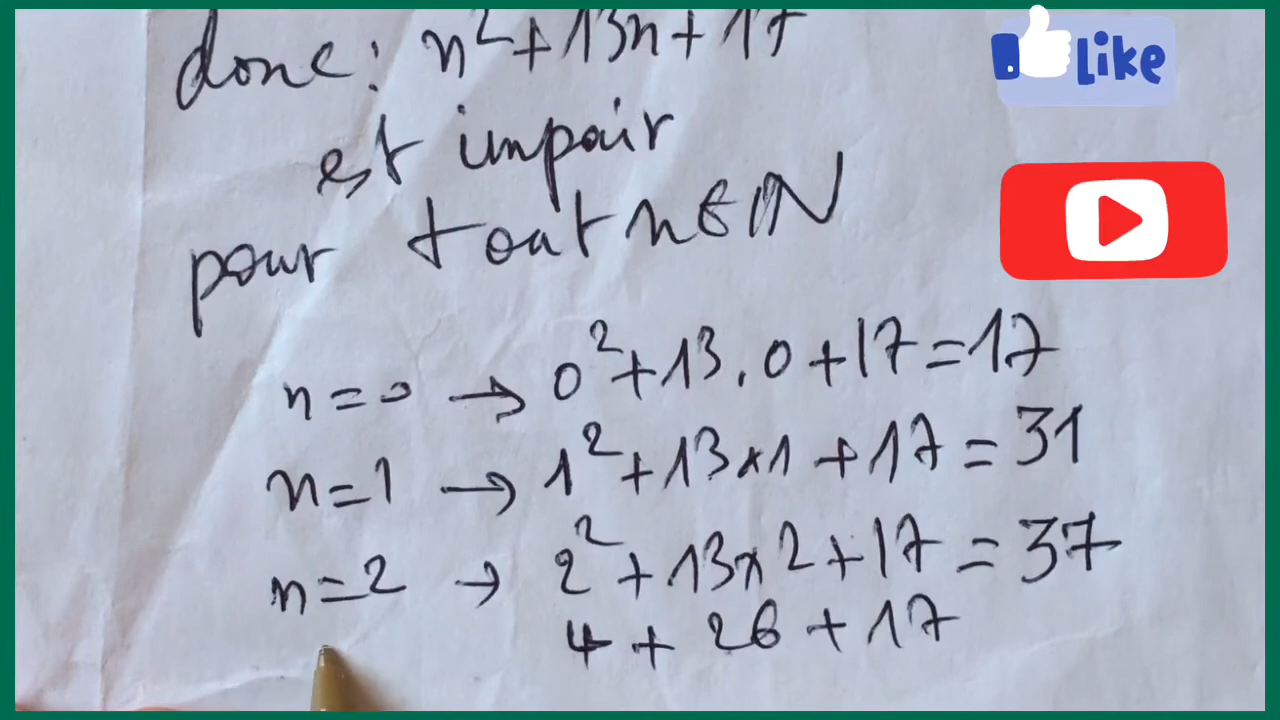 donc: n²+13n+17
est impair
pour tout n∈ℕ
n=0 → 0²+13.0+17=17
n=1 → 1²+13×1+17=31
n=2 → 2²+13×2+17=37
4+26+17
Like